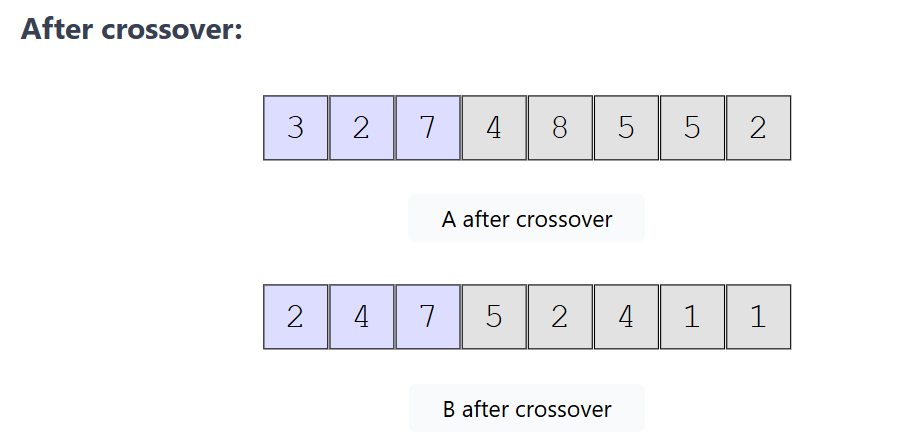 After crossover:
3 2 7 4 8 5 5 2
A after crossover
2 4 7 5 2 4 1 1
B after crossover